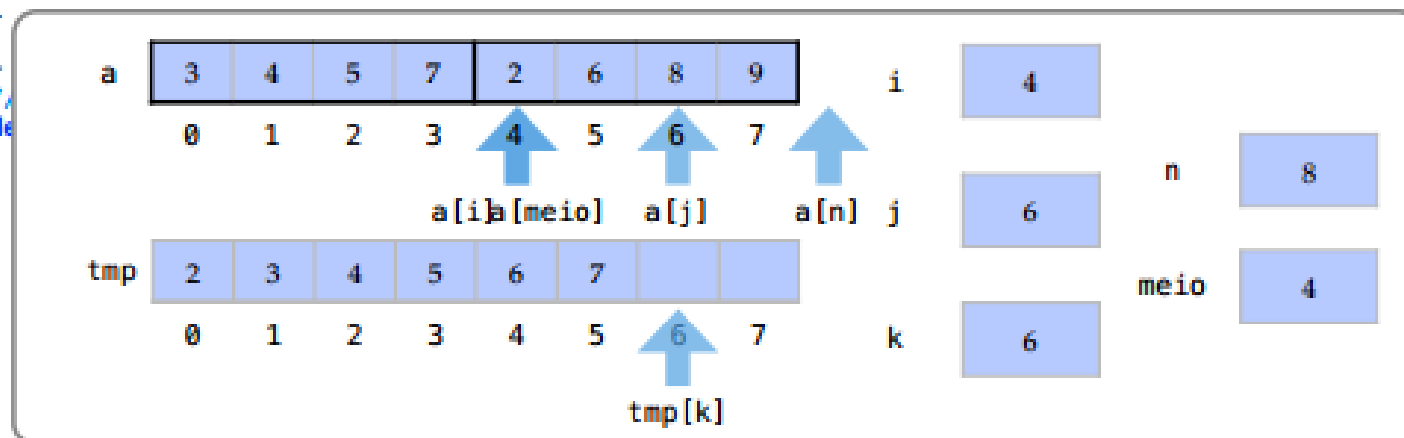 a 3 4 5 7 2 6 8 9 i 4
0 1 2 3 4 5 6 7
n 8
a[i]a[meio] a[j] a[n] j 6
tmp 2 3 4 5 6 7
meio 4
0 1 2 3 4 5 6 7 k 6
tmp[k]